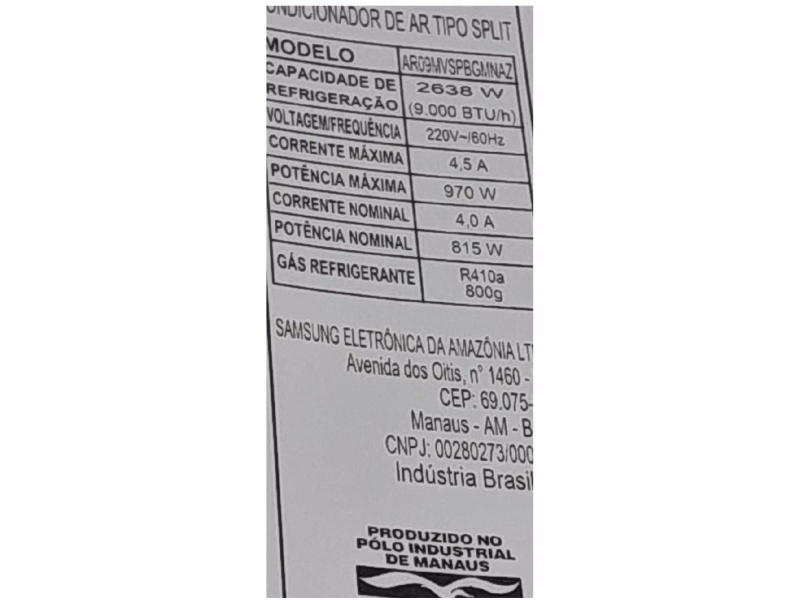 ONDICIONADOR DE AR TIPO SPLIT
MODELO AR09MVSPBGMNAZ
CAPACIDADE DE REFRIGERAÇÃO 2638 W (9.000 BTU/h)
VOLTAGEM/FREQUÊNCIA 220V~/60Hz
CORRENTE MÁXIMA 4,5 A
POTÊNCIA MÁXIMA 970 W
CORRENTE NOMINAL 4,0 A
POTÊNCIA NOMINAL 815 W
GÁS REFRIGERANTE R410a 800g
SAMSUNG ELETRÔNICA DA AMAZÔNIA LT
Avenida dos Oitis, n° 1460 -
CEP: 69.075-
Manaus - AM - B
CNPJ: 00280273/000
Indústria Brasil
PRODUZIDO NO
PÓLO INDUSTRIAL
DE MANAUS